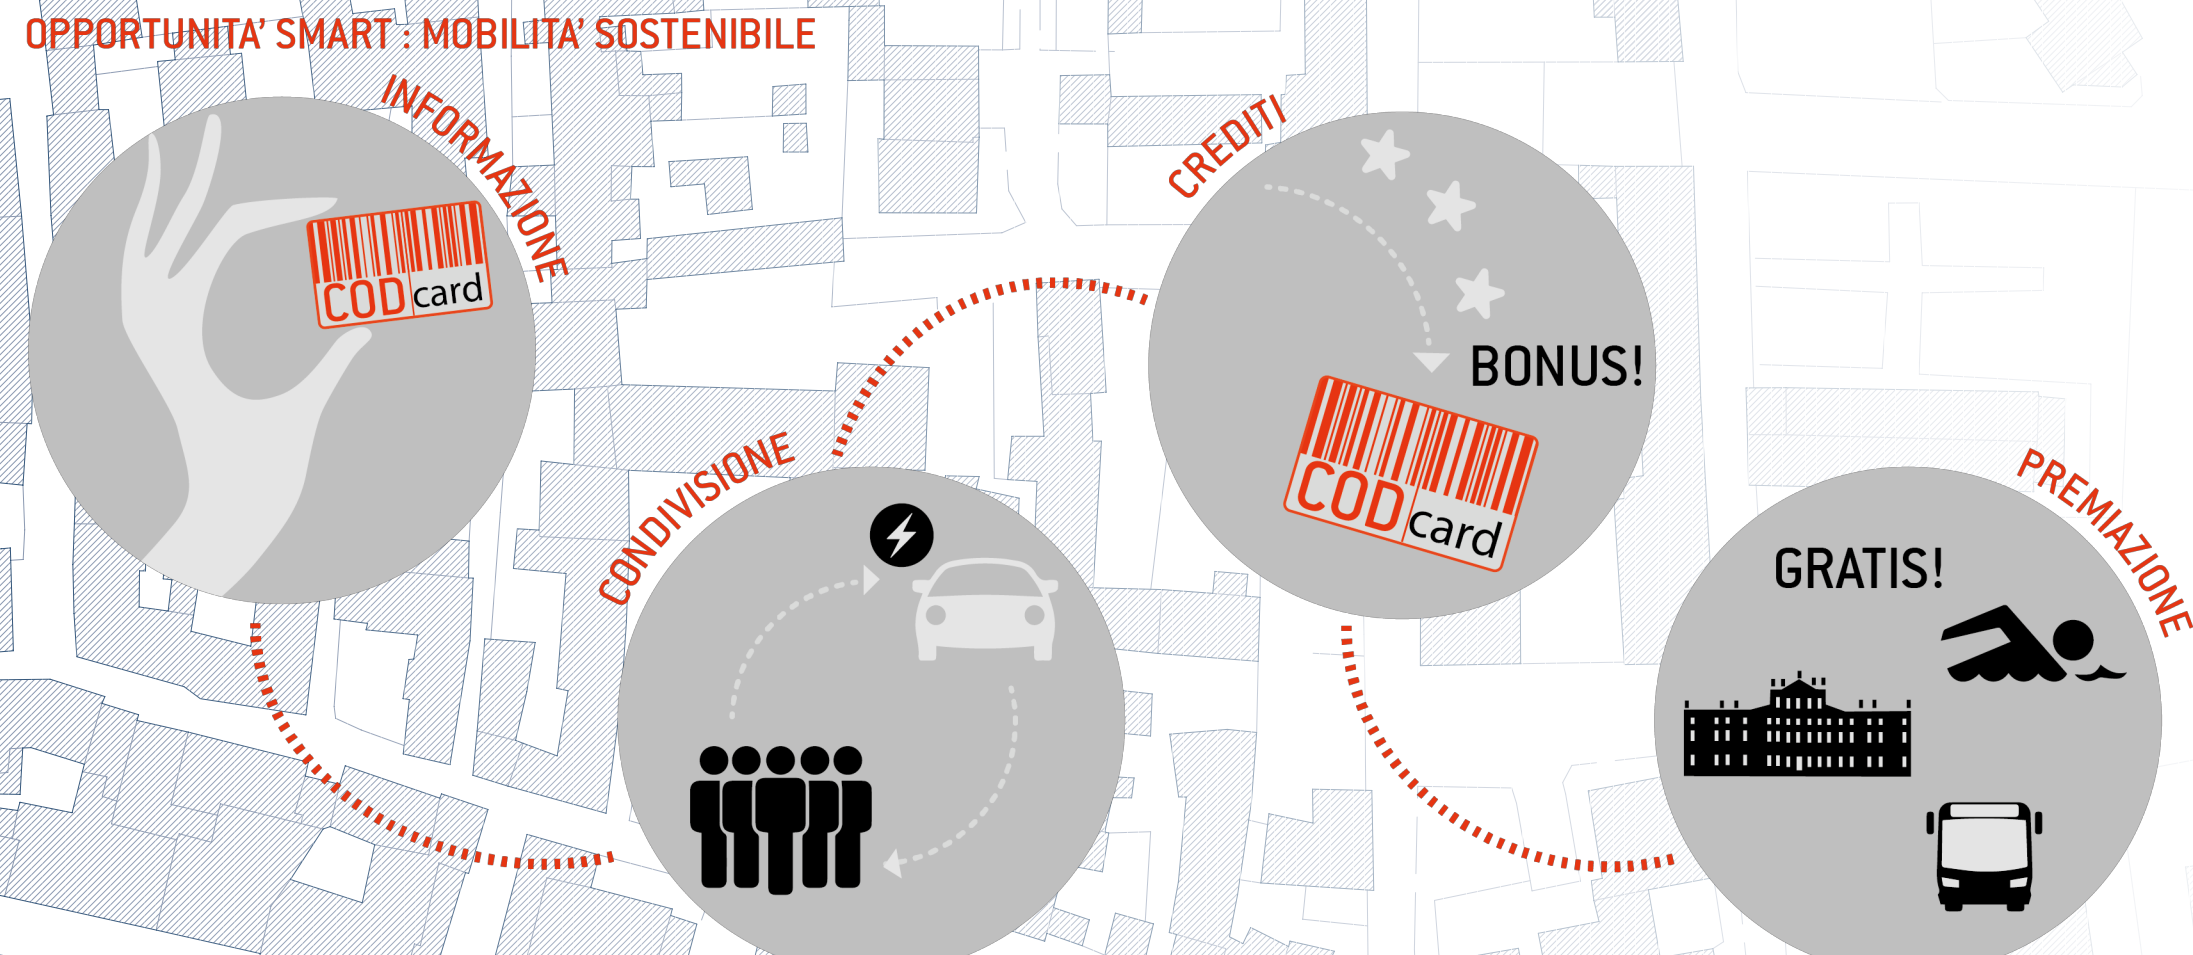 OPPORTUNITA' SMART : MOBILITA' SOSTENIBILE
INFORMAZIONE
COD card
CONDIVISIONE
CREDITI
BONUS!
COD card
PREMIAZIONE
GRATIS!